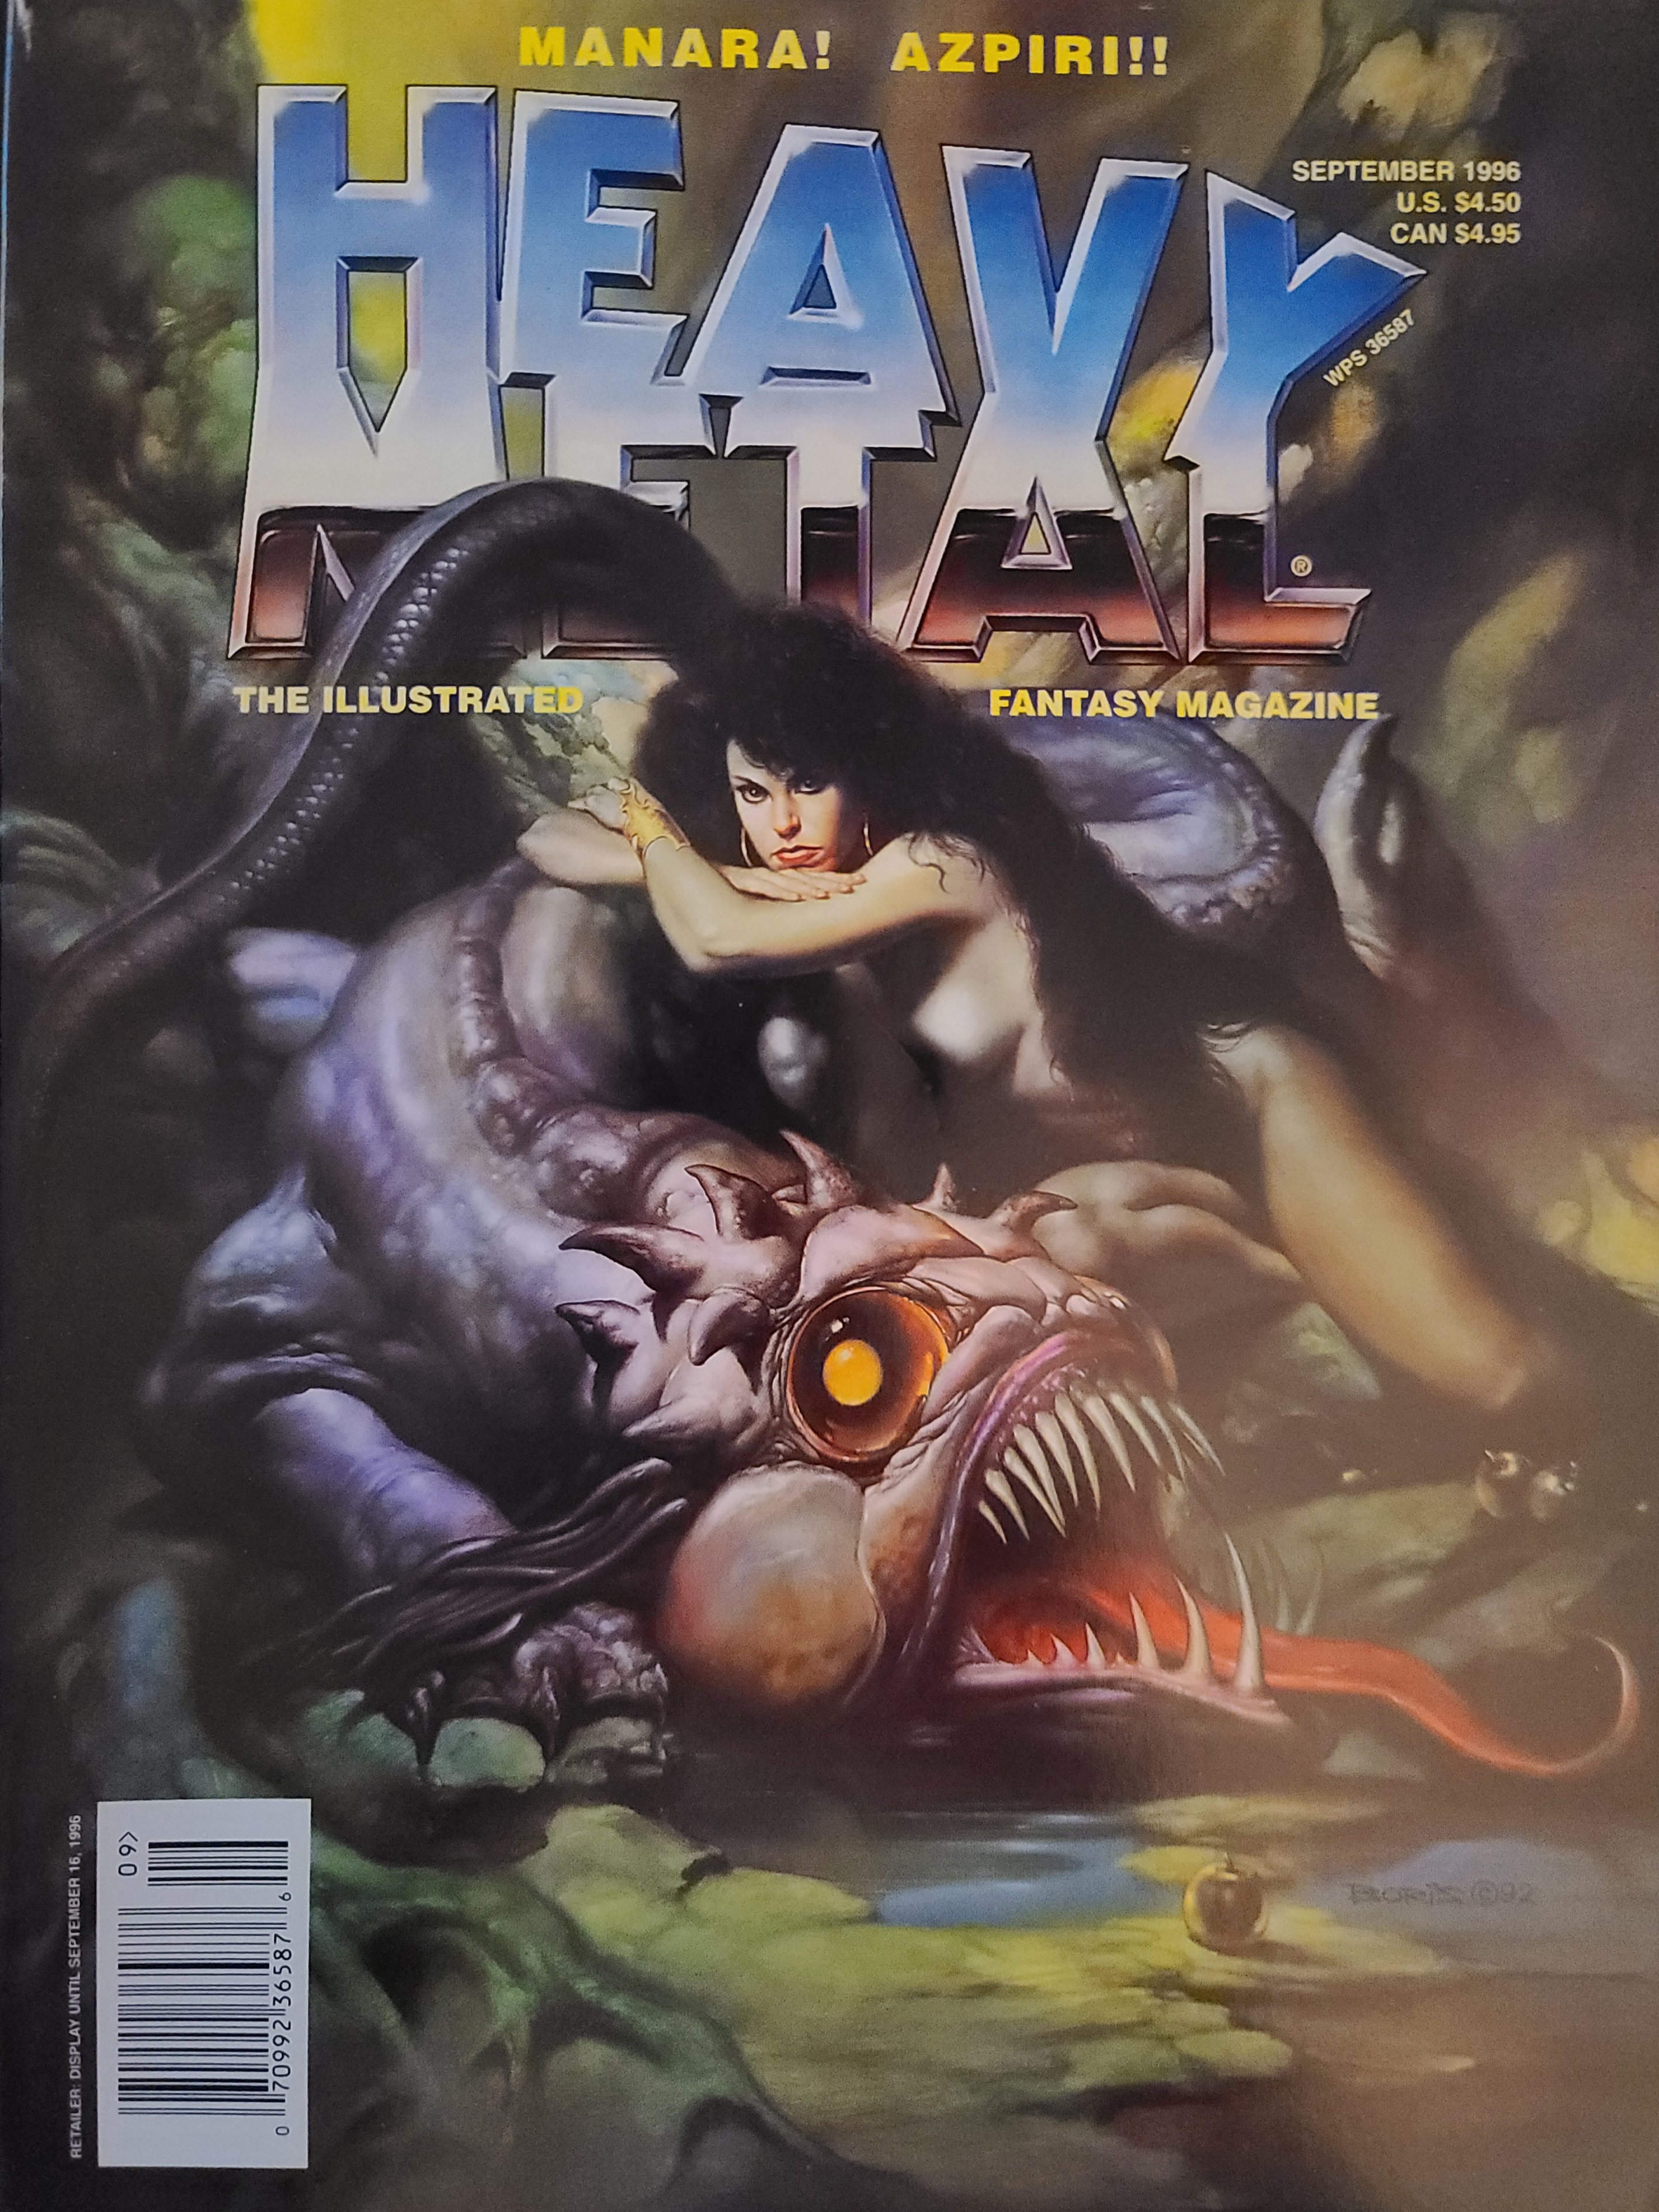 MANARA! AZPIRI!!
HEAVY
METAL
®
SEPTEMBER 1996
U.S. $4.50
CAN $4.95
WPS 36587
THE ILLUSTRATED FANTASY MAGAZINE
BORIS ©92
RETAILER: DISPLAY UNTIL SEPTEMBER 16, 1996
09>
0 70992 36587 6